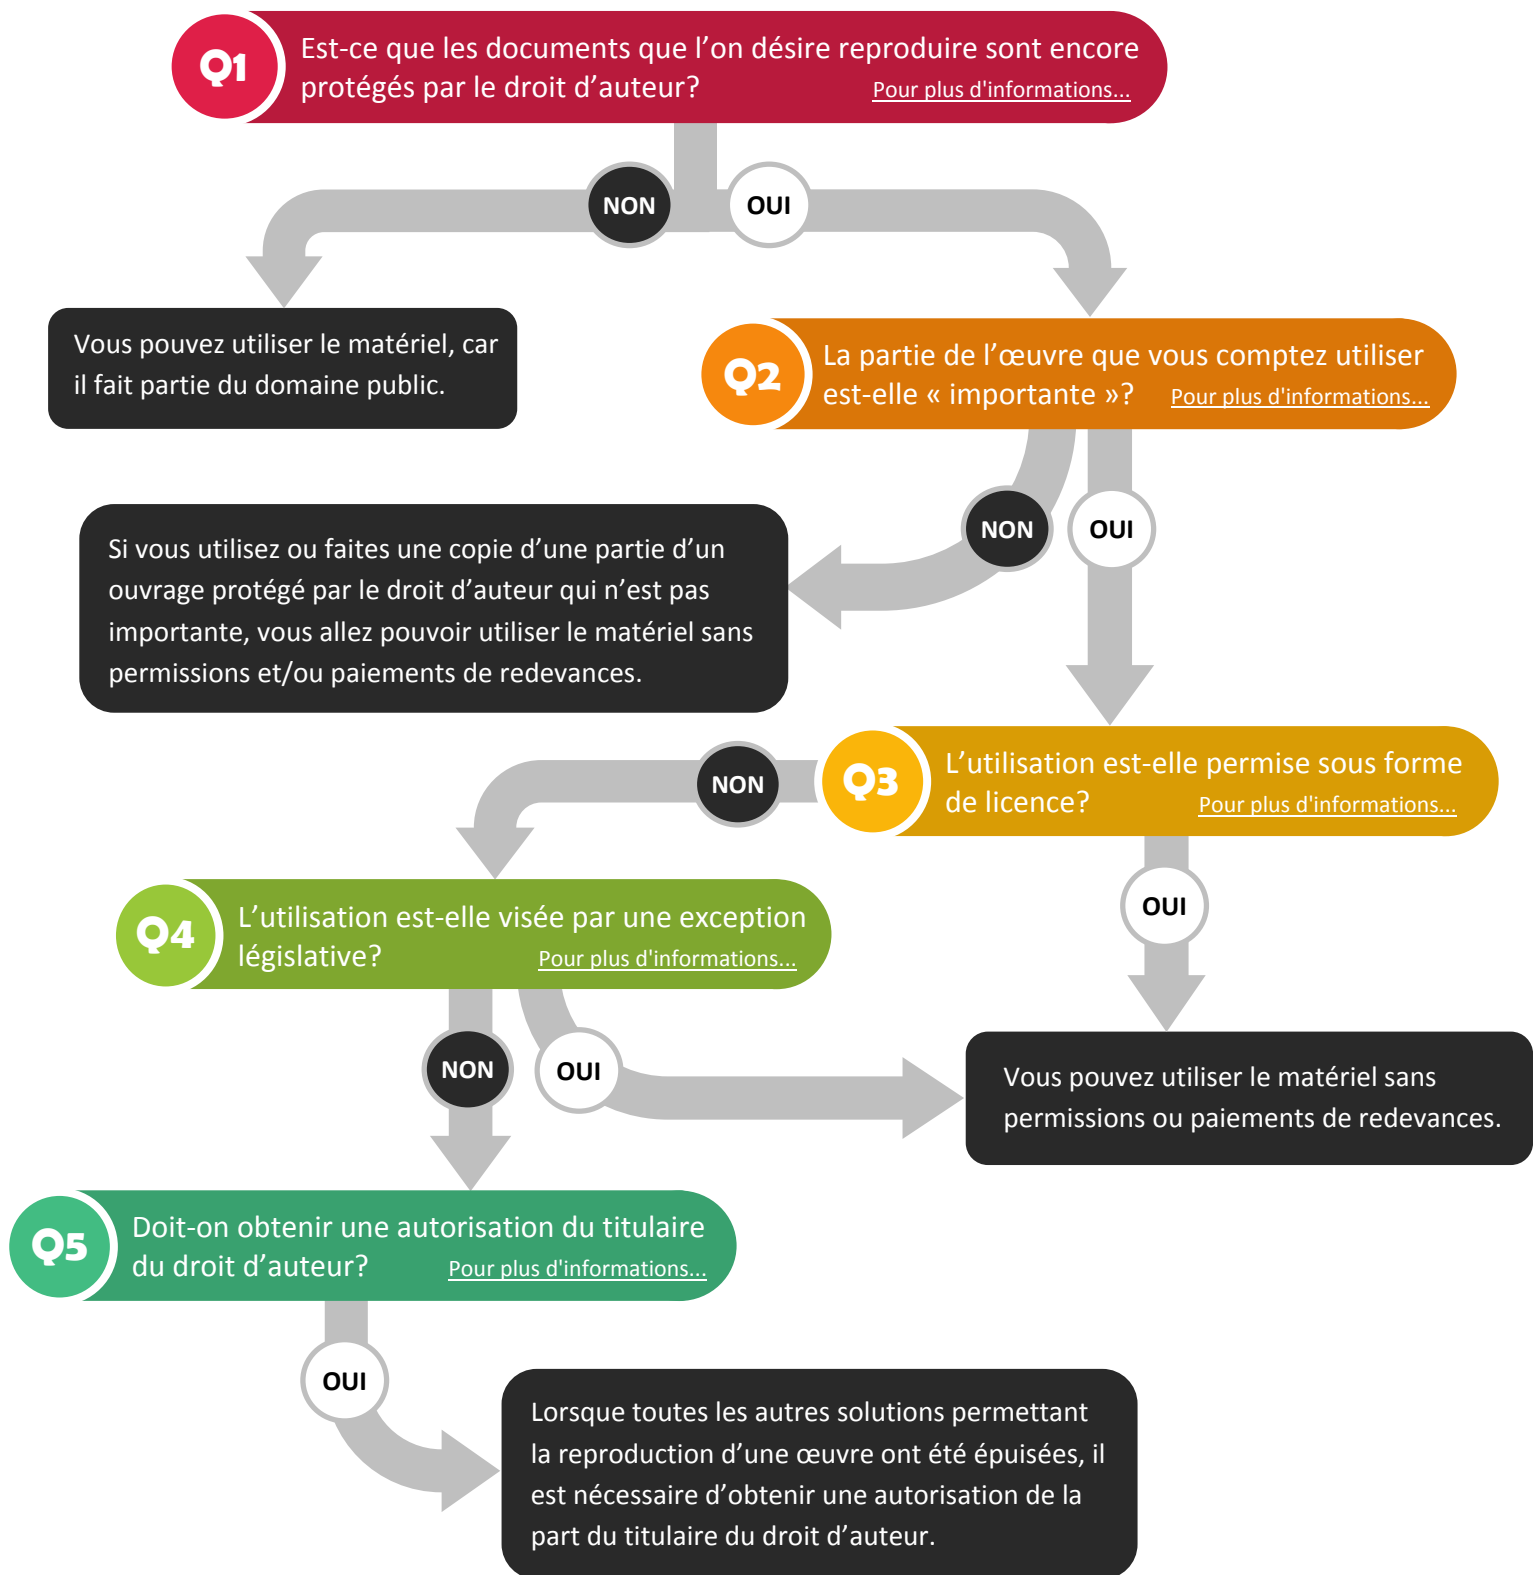 Q1
Est-ce que les documents que l’on désire reproduire sont encore
protégés par le droit d’auteur?
Pour plus d'informations...
NON
OUI
Vous pouvez utiliser le matériel, car
il fait partie du domaine public.
Q2
La partie de l’œuvre que vous comptez utiliser
est-elle « importante »?
Pour plus d'informations...
NON
OUI
Si vous utilisez ou faites une copie d’une partie d’un
ouvrage protégé par le droit d’auteur qui n’est pas
importante, vous allez pouvoir utiliser le matériel sans
permissions et/ou paiements de redevances.
Q3
L’utilisation est-elle permise sous forme
de licence?
Pour plus d'informations...
NON
OUI
Q4
L’utilisation est-elle visée par une exception
législative?
Pour plus d'informations...
NON
OUI
Vous pouvez utiliser le matériel sans
permissions ou paiements de redevances.
Q5
Doit-on obtenir une autorisation du titulaire
du droit d’auteur?
Pour plus d'informations...
OUI
Lorsque toutes les autres solutions permettant
la reproduction d’une œuvre ont été épuisées, il
est nécessaire d’obtenir une autorisation de la
part du titulaire du droit d’auteur.